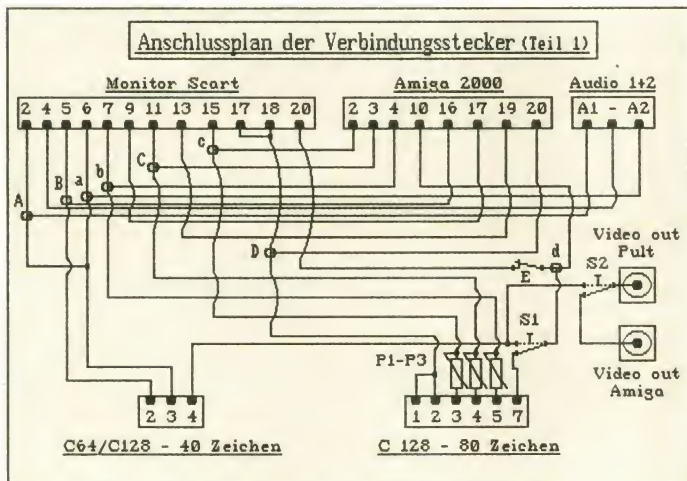 Anschlussplan der Verbindungsstecker (Teil 1)
Monitor Scart
Amiga 2000
Audio 1+2
2 4 5 6 7 9 11 13 15 17 18 20
2 3 4 10 16 17 19 20
A1 - A2
c
C
b
a
B
A
D
E
d
Video out
Pult
S2
S1
P1-P3
Video out
Amiga
2 3 4
1 2 3 4 5 7
C64/C128 - 40 Zeichen
C 128 - 80 Zeichen